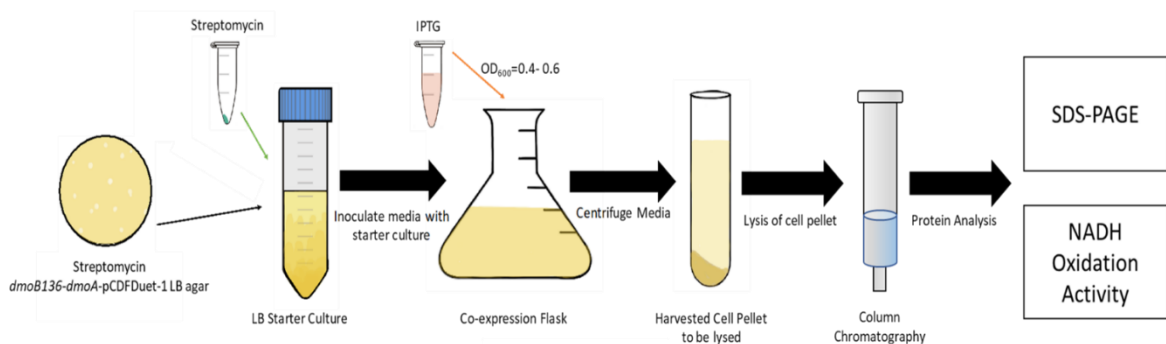 Streptomycin
IPTG
OD600=0.4- 0.6
SDS-PAGE
Inoculate media with
starter culture
Centrifuge Media
Lysis of cell pellet
Protein Analysis
NADH
Oxidation
Activity
Streptomycin
dmoB136-dmoA-pCDFDuet-1 LB agar
LB Starter Culture
Co-expression Flask
Harvested Cell Pellet
to be lysed
Column
Chromatography